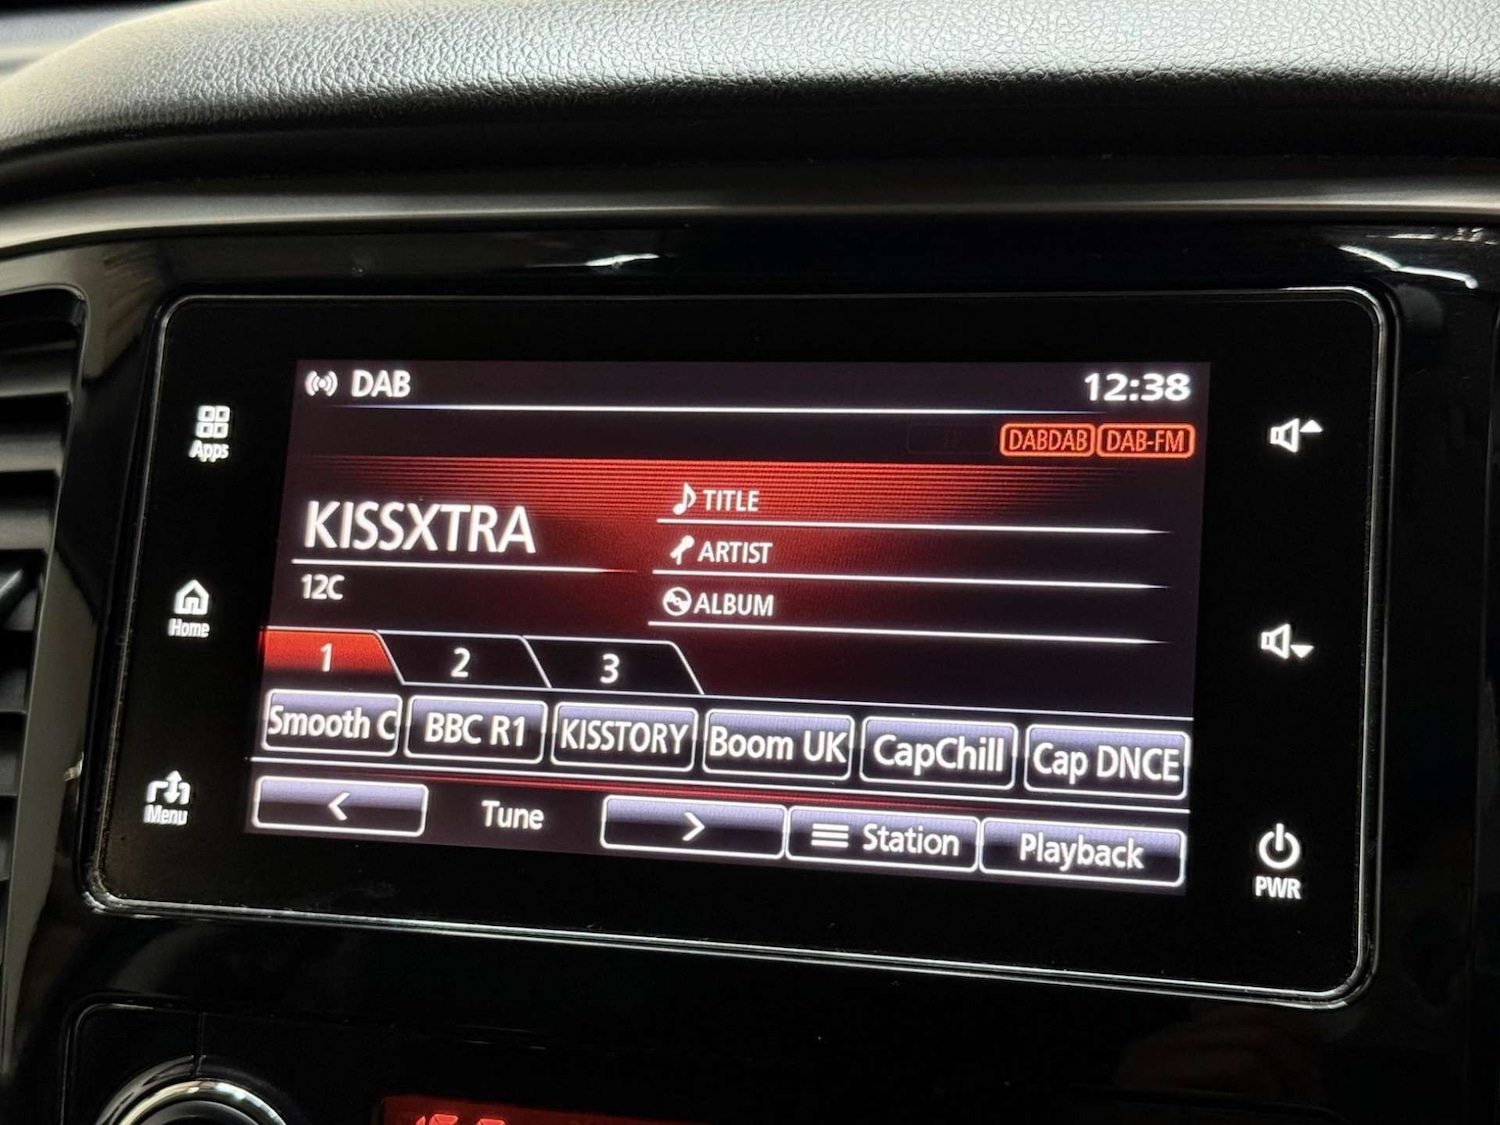 DAB
12:38
DABDAB DAB-FM
Apps
KISSXTRA
TITLE
ARTIST
12C
ALBUM
Home
1 2 3
Smooth C BBC R1 KISSTORY Boom UK CapChill Cap DNCE
Menu
< Tune > Station Playback
PWR